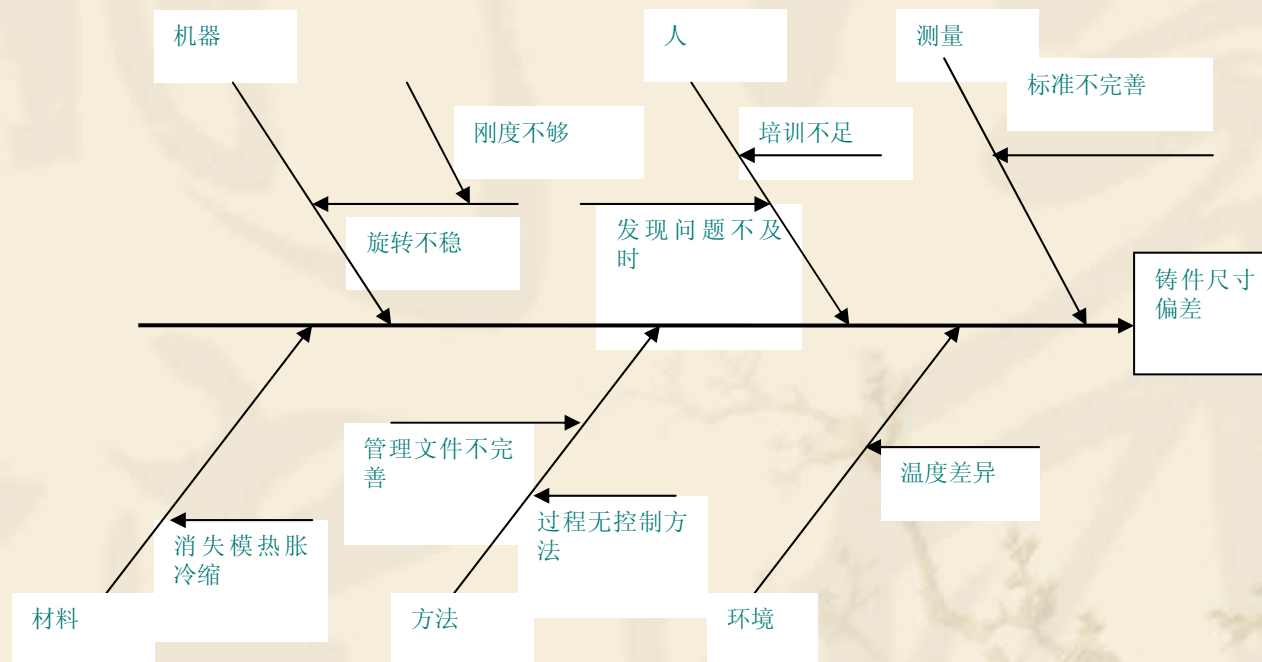 机器
人
测量
标准不完善
刚度不够
培训不足
旋转不稳
发现问题不及
时
铸件尺寸
偏差
管理文件不完
善
温度差异
过程无控制方
法
消失模热胀
冷缩
材料
方法
环境